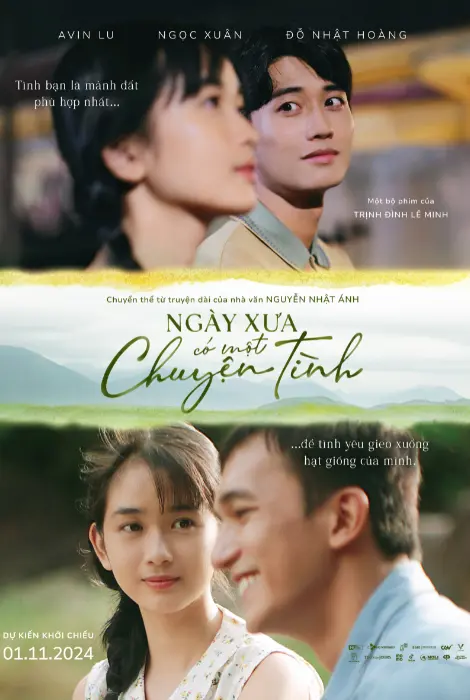 AVIN LU
NGỌC XUÂN
ĐỖ NHẬT HOÀNG
Tình bạn là mảnh đất
phù hợp nhất...
Một bộ phim của
TRỊNH ĐÌNH LÊ MINH
Chuyển thể từ truyện dài của nhà văn NGUYỄN NHẬT ÁNH
NGÀY XƯA
có một
Chuyện Tình
...để tình yêu gieo xuống
hạt giống của mình.
DỰ KIẾN KHỞI CHIẾU
01.11.2024